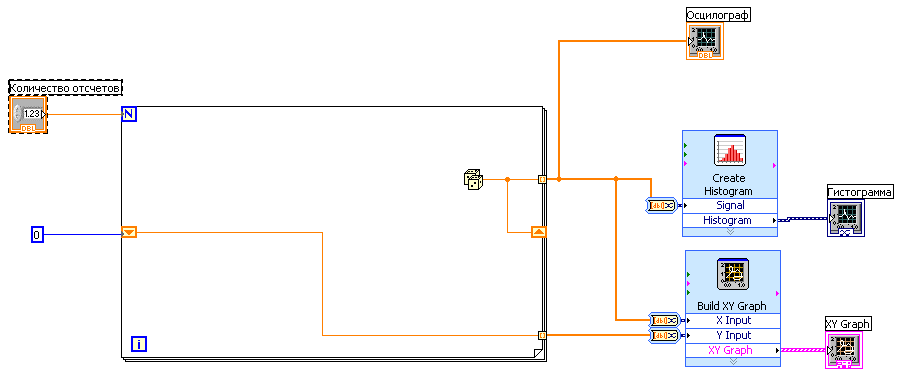 Осцилограф
Количество отсчетов
1.23
DBL
N
DBL
Create
Histogram
Signal
Histogram
Гистограмма
0
Build XY Graph
X Input
Y Input
XY Graph
XY Graph
i